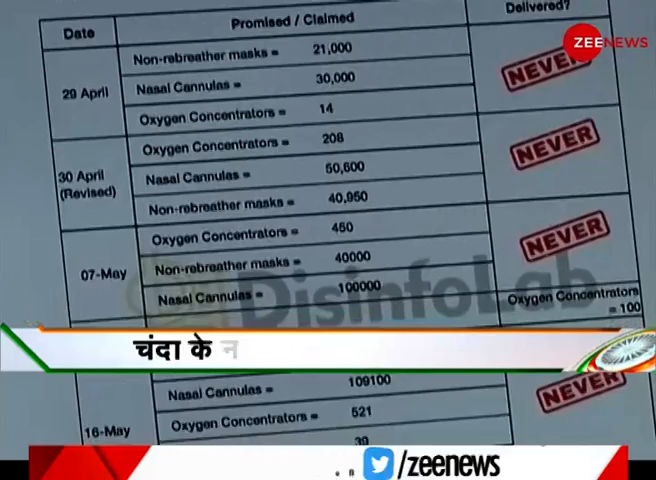 Date Promised / Claimed Delivered?
ZEE NEWS
29 April
Non-rebreather masks = 21,000
Nasal Cannulas = 30,000
Oxygen Concentrators = 14
NEVER
30 April
(Revised)
Oxygen Concentrators = 208
Nasal Cannulas = 50,600
Non-rebreather masks = 40,950
NEVER
07-May
Oxygen Concentrators = 450
Non-rebreather masks = 40000
Nasal Cannulas = 100000
NEVER
DisinfoLab
Oxygen Concentrators
= 100
चंदा के न
16-May
Nasal Cannulas = 109100
Oxygen Concentrators = 521
39
NEVER
/zeenews